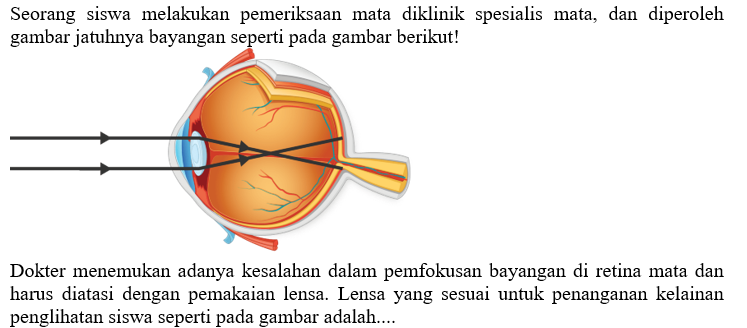 Seorang siswa melakukan pemeriksaan mata diklinik spesialis mata, dan diperoleh
gambar jatuhnya bayangan seperti pada gambar berikut!
Dokter menemukan adanya kesalahan dalam pemfokusan bayangan di retina mata dan
harus diatasi dengan pemakaian lensa. Lensa yang sesuai untuk penanganan kelainan
penglihatan siswa seperti pada gambar adalah....